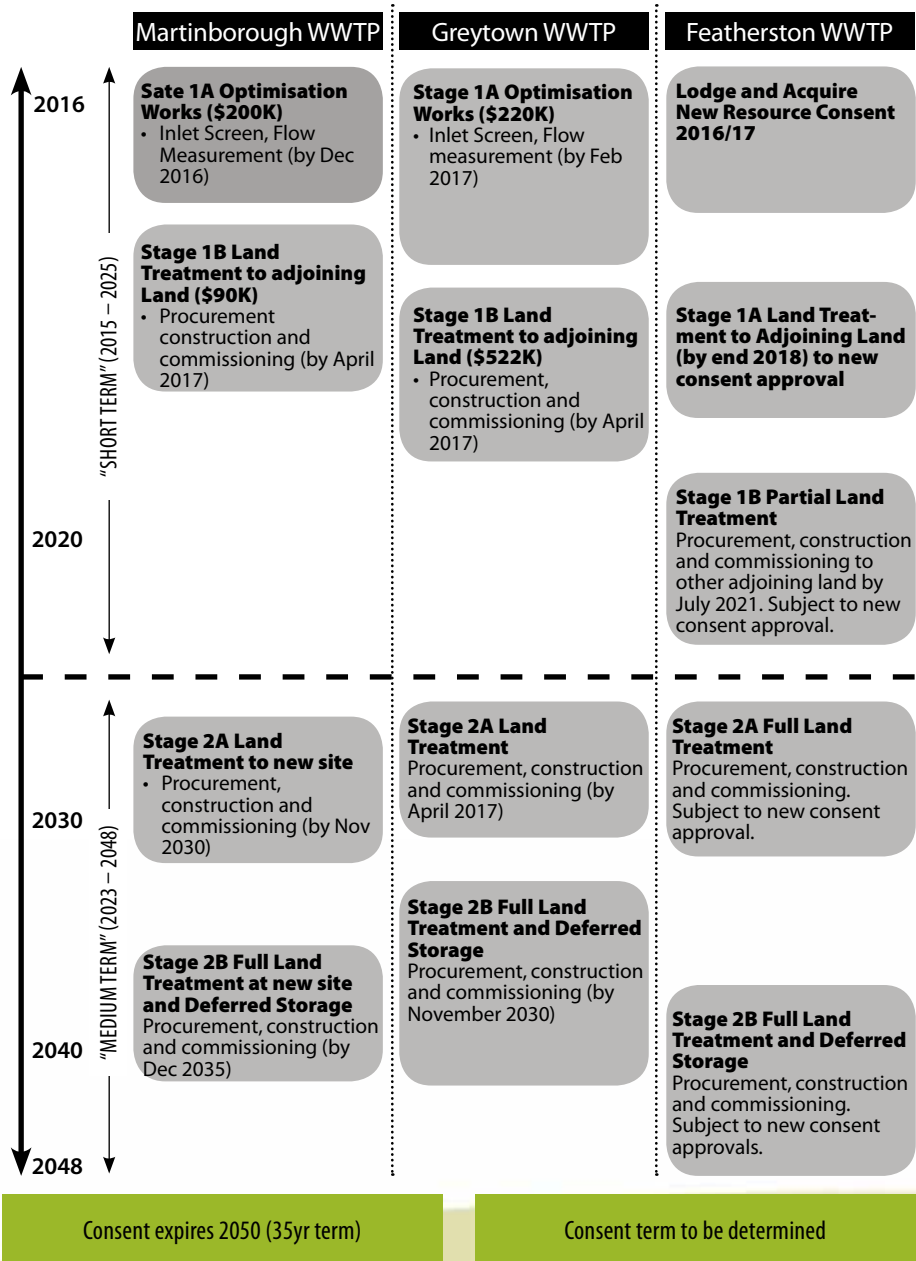 Martinborough WWTP
Greytown WWTP
Featherston WWTP
2016
2020
2030
2040
2048
“SHORT TERM” (2015 – 2025)
“MEDIUM TERM” (2023 – 2048)
Sate 1A Optimisation
Works ($200K)
• Inlet Screen, Flow
Measurement (by Dec
2016)
Stage 1B Land
Treatment to adjoining
Land ($90K)
• Procurement
construction and
commissioning (by April
2017)
Stage 2A Land
Treatment to new site
• Procurement,
construction and
commissioning (by Nov
2030)
Stage 2B Full Land
Treatment at new site
and Deferred Storage
Procurement, construction
and commissioning (by
Dec 2035)
Stage 1A Optimisation
Works ($220K)
• Inlet Screen, Flow
measurement (by Feb
2017)
Stage 1B Land
Treatment to adjoining
Land ($522K)
• Procurement,
construction and
commissioning (by April
2017)
Stage 2A Land
Treatment
Procurement, construction
and commissioning (by
April 2017)
Stage 2B Full Land
Treatment and Deferred
Storage
Procurement, construction
and commissioning (by
November 2030)
Lodge and Acquire
New Resource Consent
2016/17
Stage 1A Land Treat-
ment to Adjoining Land
(by end 2018) to new
consent approval
Stage 1B Partial Land
Treatment
Procurement, construction
and commissioning to
other adjoining land by
July 2021. Subject to new
consent approval.
Stage 2A Full Land
Treatment
Procurement, construction
and commissioning.
Subject to new consent
approval.
Stage 2B Full Land
Treatment and Deferred
Storage
Procurement, construction
and commissioning.
Subject to new consent
approvals.
Consent expires 2050 (35yr term)
Consent term to be determined